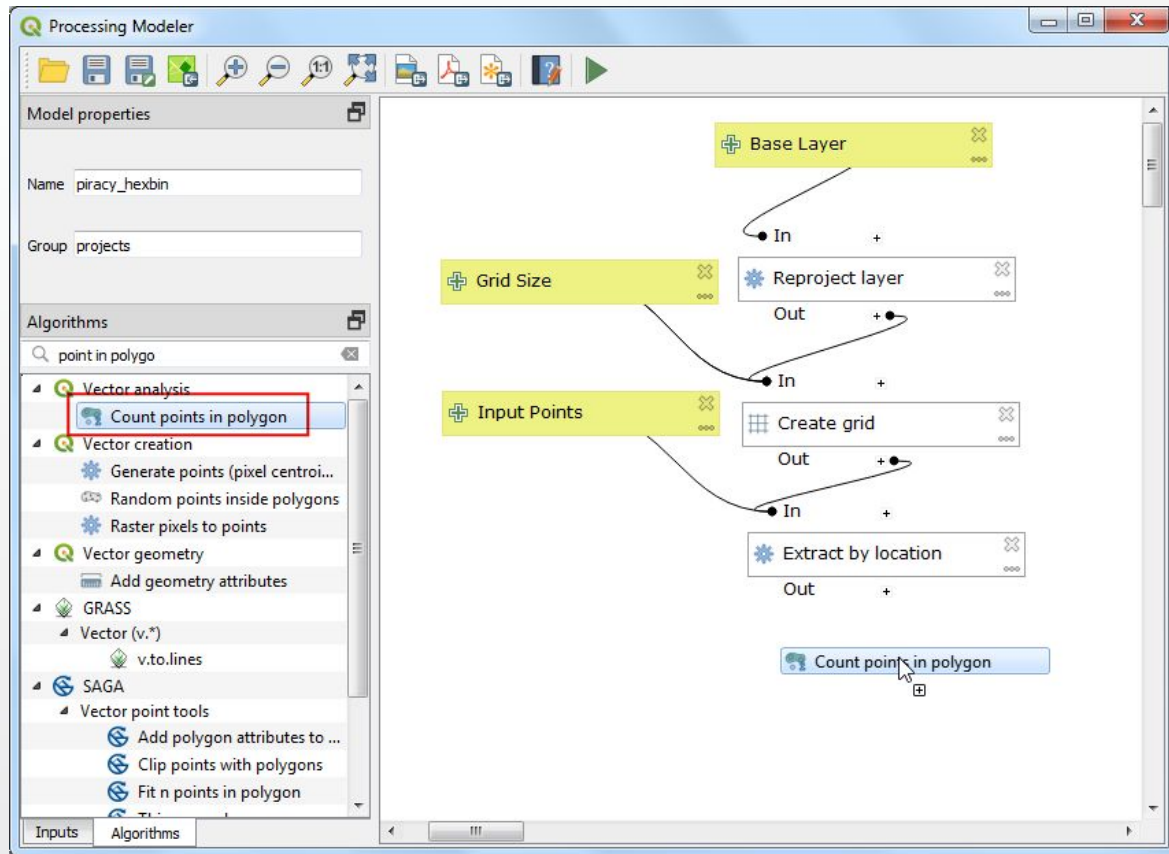 Processing Modeler
1:1
Model properties
Name piracy_hexbin
Group projects
Algorithms
point in polygo
Vector analysis
Count points in polygon
Vector creation
Generate points (pixel centroi...
Random points inside polygons
Raster pixels to points
Vector geometry
Add geometry attributes
GRASS
Vector (v.*)
v.to.lines
SAGA
Vector point tools
Add polygon attributes to ...
Clip points with polygons
Fit n points in polygon
Inputs
Algorithms
Base Layer
In
Grid Size
Reproject layer
Out
In
Input Points
Create grid
Out
In
Extract by location
Out
Count points in polygon